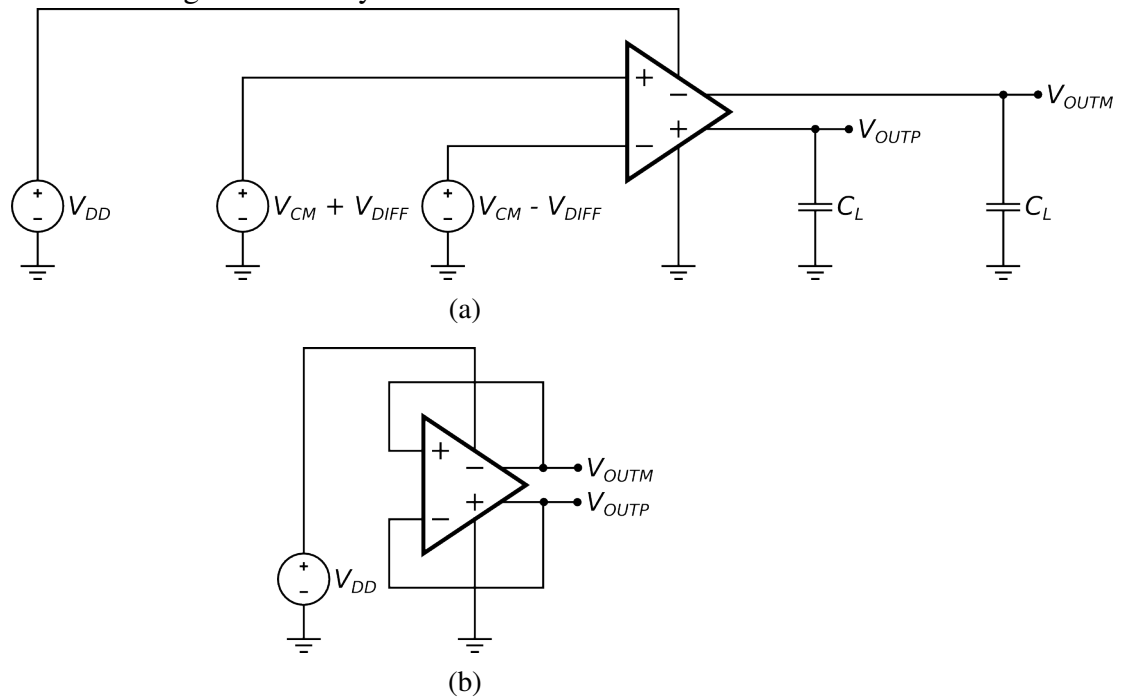 +
−
−
+
V_OUTM
V_OUTP
+
-
V_DD
+
-
V_CM + V_DIFF
+
-
V_CM - V_DIFF
C_L
C_L
(a)
+
−
−
+
V_OUTM
V_OUTP
+
-
V_DD
(b)